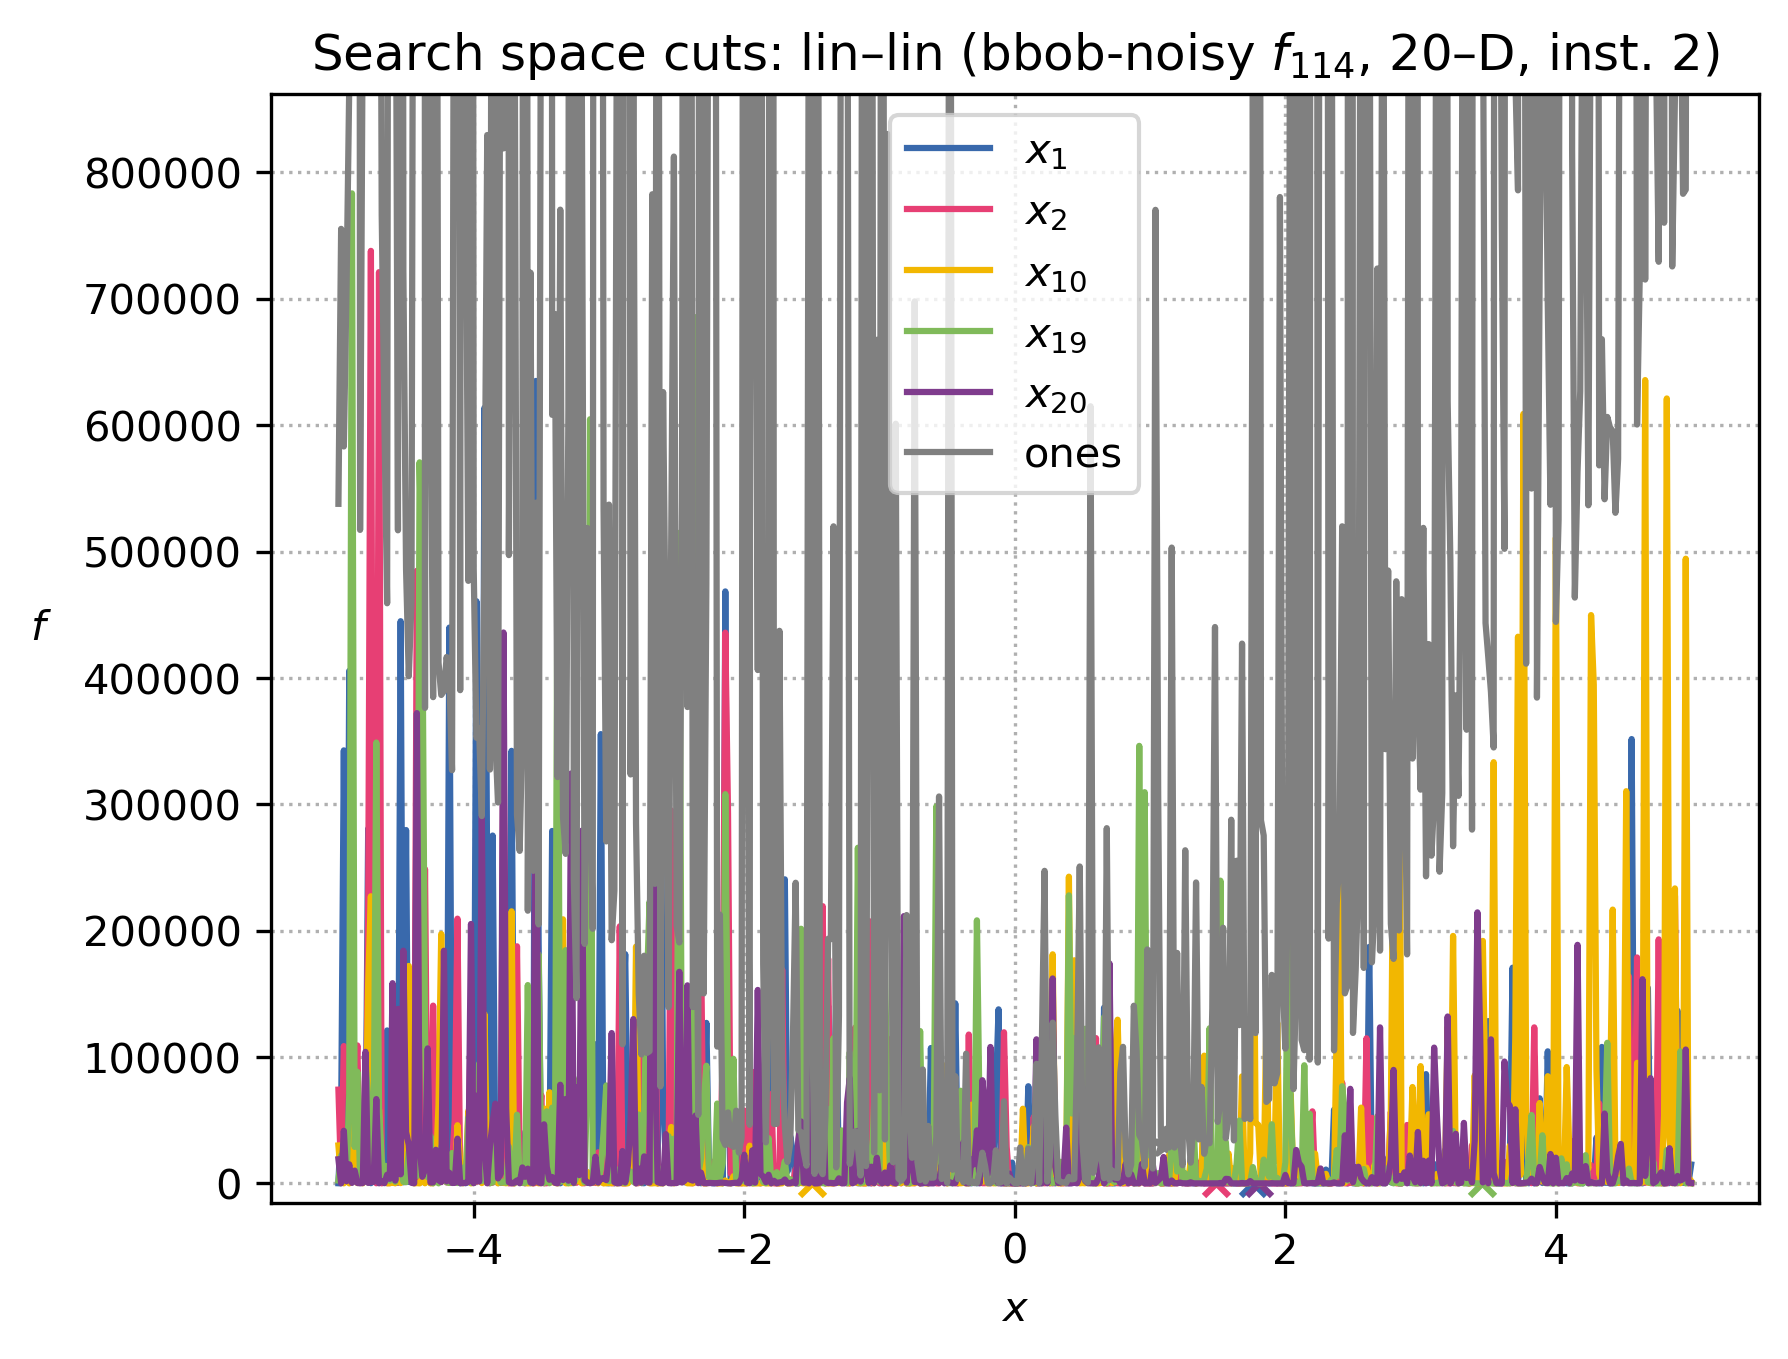 Search space cuts: lin–lin (bbob-noisy f114, 20–D, inst. 2)
x1
x2
x10
x19
x20
ones
800000
700000
600000
500000
400000
300000
200000
100000
0
f
−4 −2 0 2 4
x